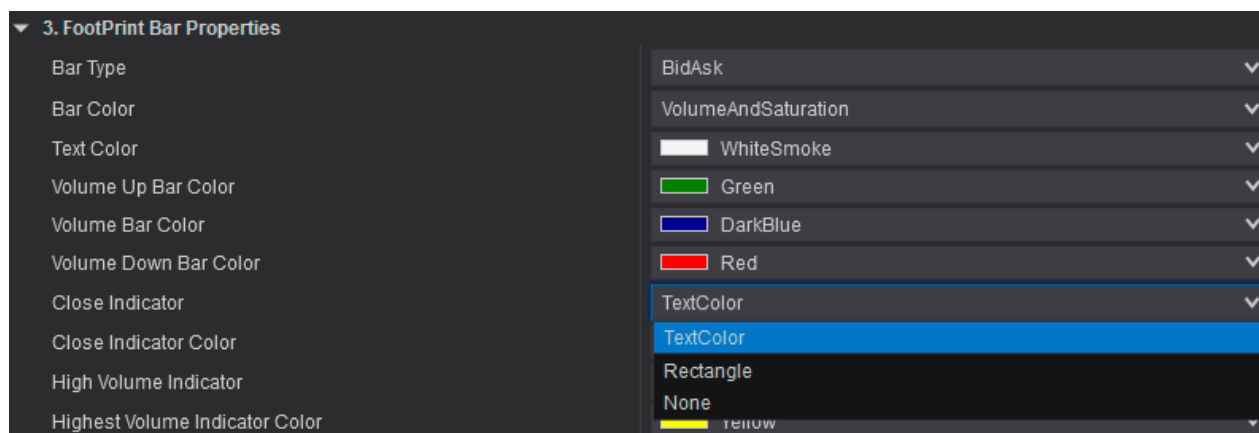 3. FootPrint Bar Properties
Bar Type BidAsk
Bar Color VolumeAndSaturation
Text Color WhiteSmoke
Volume Up Bar Color Green
Volume Bar Color DarkBlue
Volume Down Bar Color Red
Close Indicator TextColor
Close Indicator Color TextColor
High Volume Indicator Rectangle
None
Highest Volume Indicator Color Yellow